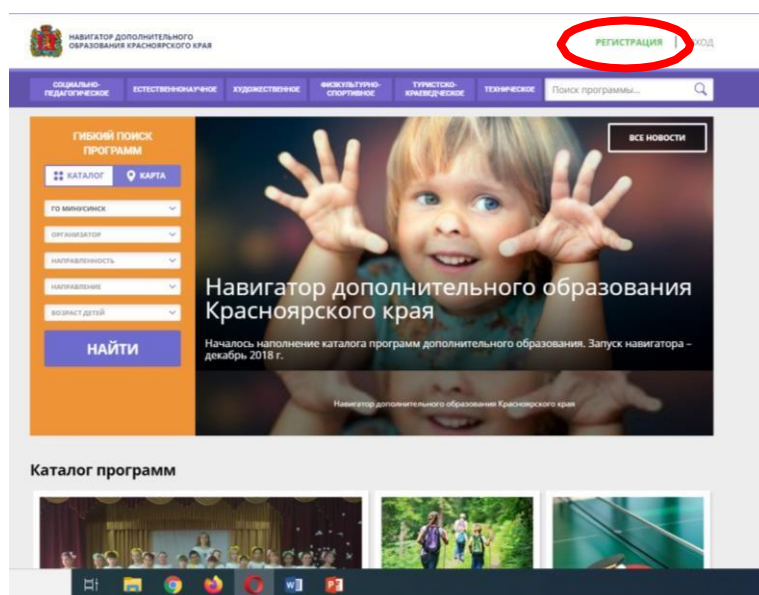 НАВИГАТОР ДОПОЛНИТЕЛЬНОГО
ОБРАЗОВАНИЯ КРАСНОЯРСКОГО КРАЯ
РЕГИСТРАЦИЯ
СОЦИАЛЬНО-
ПЕДАГОГИЧЕСКОЕ
ЕСТЕСТВЕННОНАУЧНОЕ
ХУДОЖЕСТВЕННОЕ
ФИЗКУЛЬТУРНО-
СПОРТИВНОЕ
ТУРИСТСКО-
КРАЕВЕДЧЕСКОЕ
ТЕХНИЧЕСКОЕ
Поиск программы...
ГИБКИЙ ПОИСК
ПРОГРАММ
КАТАЛОГ
КАРТА
ГО МИНУСИНСК
ОРГАНИЗАТОР
НАПРАВЛЕННОСТЬ
НАПРАВЛЕНИЕ
ВОЗРАСТ ДЕТЕЙ
НАЙТИ
ВСЕ НОВОСТИ
Навигатор дополнительного образования
Красноярского края
Началось наполнение каталога программ дополнительного образования. Запуск навигатора –
декабрь 2018 г.
Навигатор дополнительного образования Красноярского края
Каталог программ